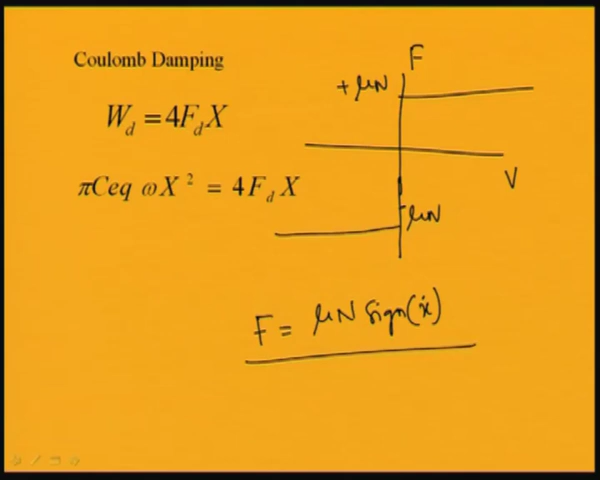 Coulomb Damping
W_d = 4F_d X
πCeq ωX² = 4F_d X
F
+μN
V
-μN
F = μN sign(ẋ)